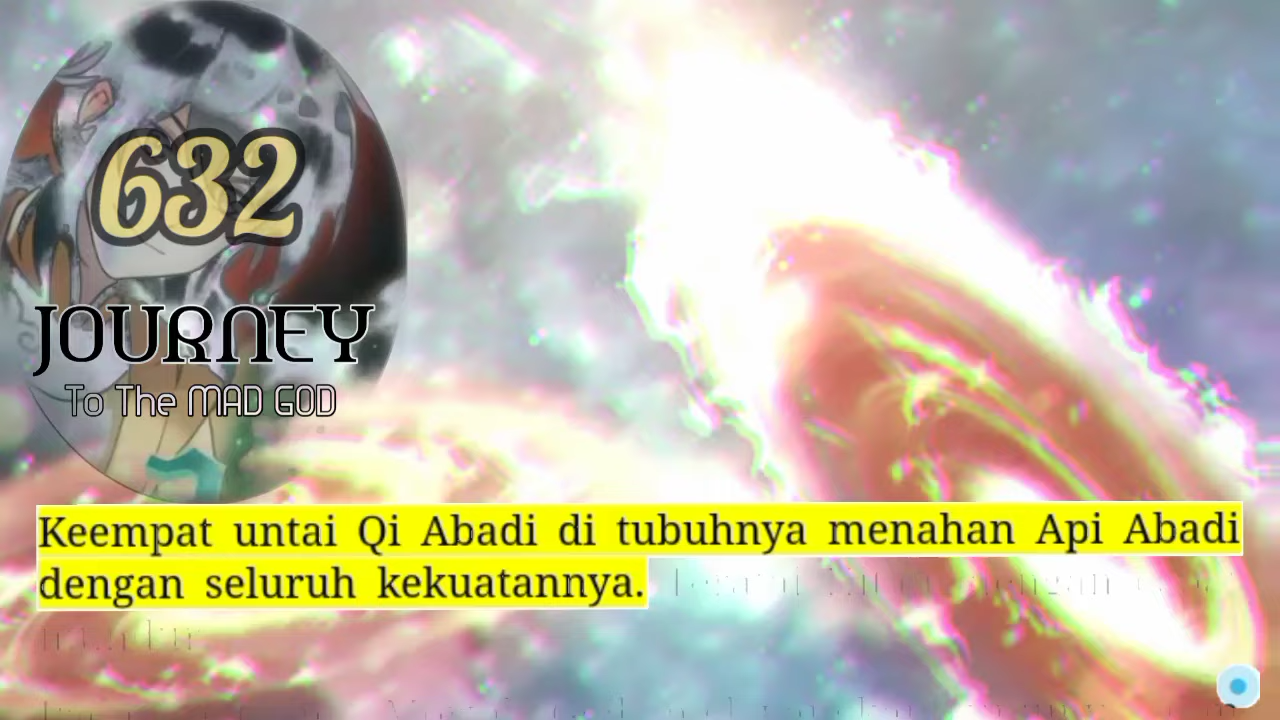 632
JOURNEY
To The MAD GOD
Keempat untai Qi Abadi di tubuhnya menahan Api Abadi
dengan seluruh kekuatannya.